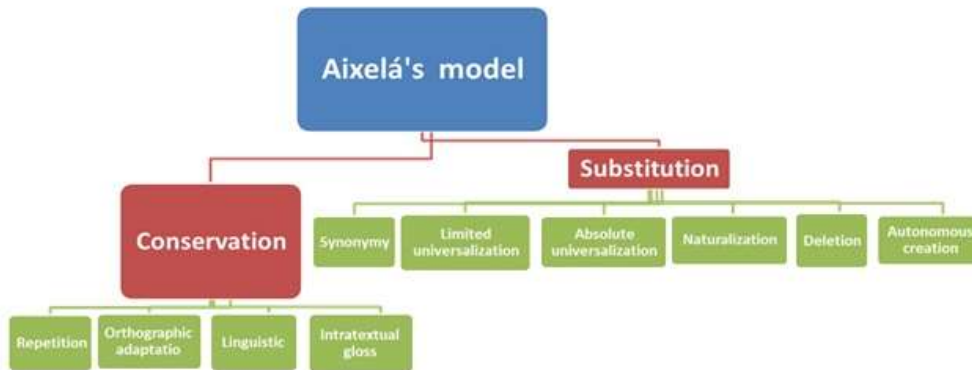 Aixelá's model
Substitution
Conservation
Synonymy
Limited
universalization
Absolute
universalization
Naturalization
Deletion
Autonomous
creation
Repetition
Orthographic
adaptatio
Linguistic
Intratextual
gloss